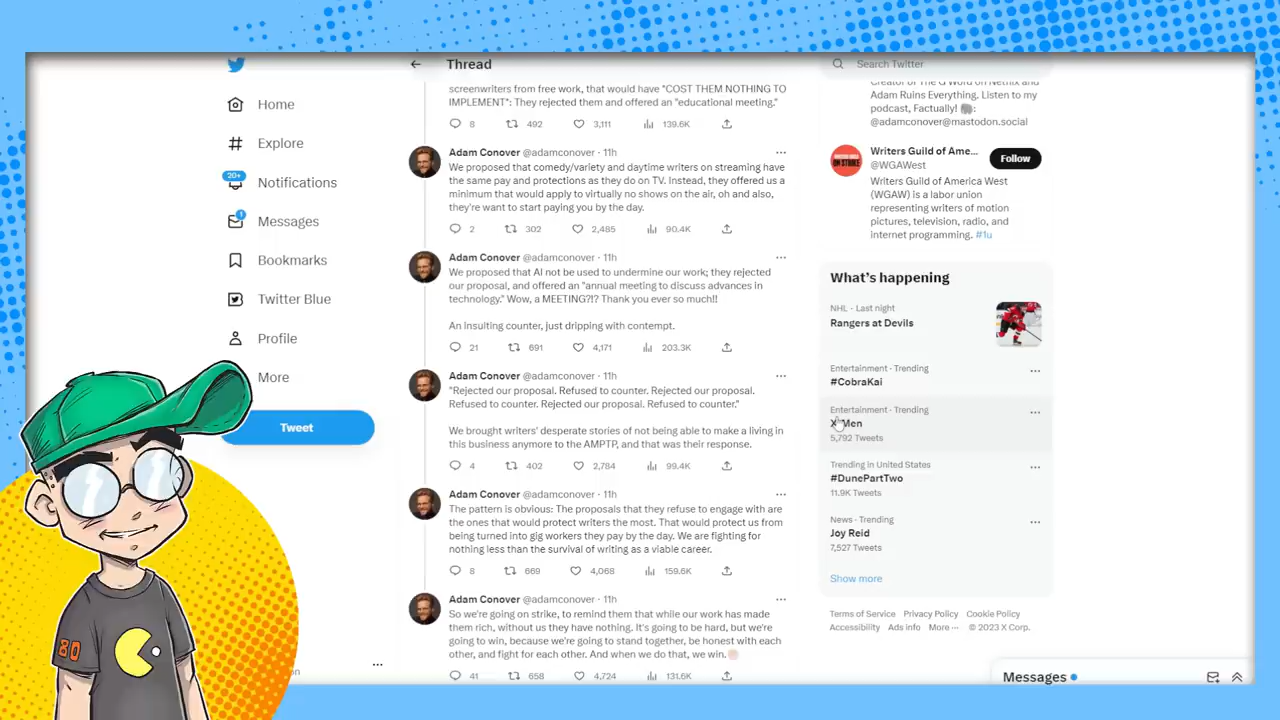 Home
Explore
20+
Notifications
1
Messages
Bookmarks
Twitter Blue
Profile
More
Tweet
80
Thread
screenwriters from free work, that would have "COST THEM NOTHING TO
IMPLEMENT": They rejected them and offered an "educational meeting."
8 492 3,111 139.6K
Adam Conover @adamconover · 11h
We proposed that comedy/variety and daytime writers on streaming have
the same pay and protections as they do on TV. Instead, they offered us a
minimum that would apply to virtually no shows on the air, oh and also,
they're want to start paying you by the day.
2 302 2,485 90.4K
Adam Conover @adamconover · 11h
We proposed that AI not be used to undermine our work; they rejected
our proposal, and offered an "annual meeting to discuss advances in
technology." Wow, a MEETING?!? Thank you ever so much!!
An insulting counter, just dripping with contempt.
21 691 4,171 203.3K
Adam Conover @adamconover · 11h
"Rejected our proposal. Refused to counter. Rejected our proposal.
Refused to counter. Rejected our proposal. Refused to counter."
We brought writers' desperate stories of not being able to make a living in
this business anymore to the AMPTP, and that was their response.
4 402 2,784 99.4K
Adam Conover @adamconover · 11h
The pattern is obvious: The proposals that they refuse to engage with are
the ones that would protect writers the most. That would protect us from
being turned into gig workers they pay by the day. We are fighting for
nothing less than the survival of writing as a viable career.
8 669 4,068 159.6K
Adam Conover @adamconover · 11h
So we're going on strike, to remind them that while our work has made
them rich, without us they have nothing. It's going to be hard, but we're
going to win, because we're going to stand together, be honest with each
other, and fight for each other. And when we do that, we win.
41 658 4,724 131.6K
Search Twitter
Creator of The G Word on Netflix and
Adam Ruins Everything. Listen to my
podcast, Factually!
@adamconover@mastodon.social
Writers Guild of Ame...
@WGAWest
Follow
Writers Guild of America West
(WGAW) is a labor union
representing writers of motion
pictures, television, radio, and
internet programming. #1u
What's happening
NHL · Last night
Rangers at Devils
Entertainment · Trending
#CobraKai
Entertainment · Trending
X-Men
5,792 Tweets
Trending in United States
#DunePartTwo
11.9K Tweets
News · Trending
Joy Reid
7,527 Tweets
Show more
Terms of Service Privacy Policy Cookie Policy
Accessibility Ads info More ··· © 2023 X Corp.
Messages